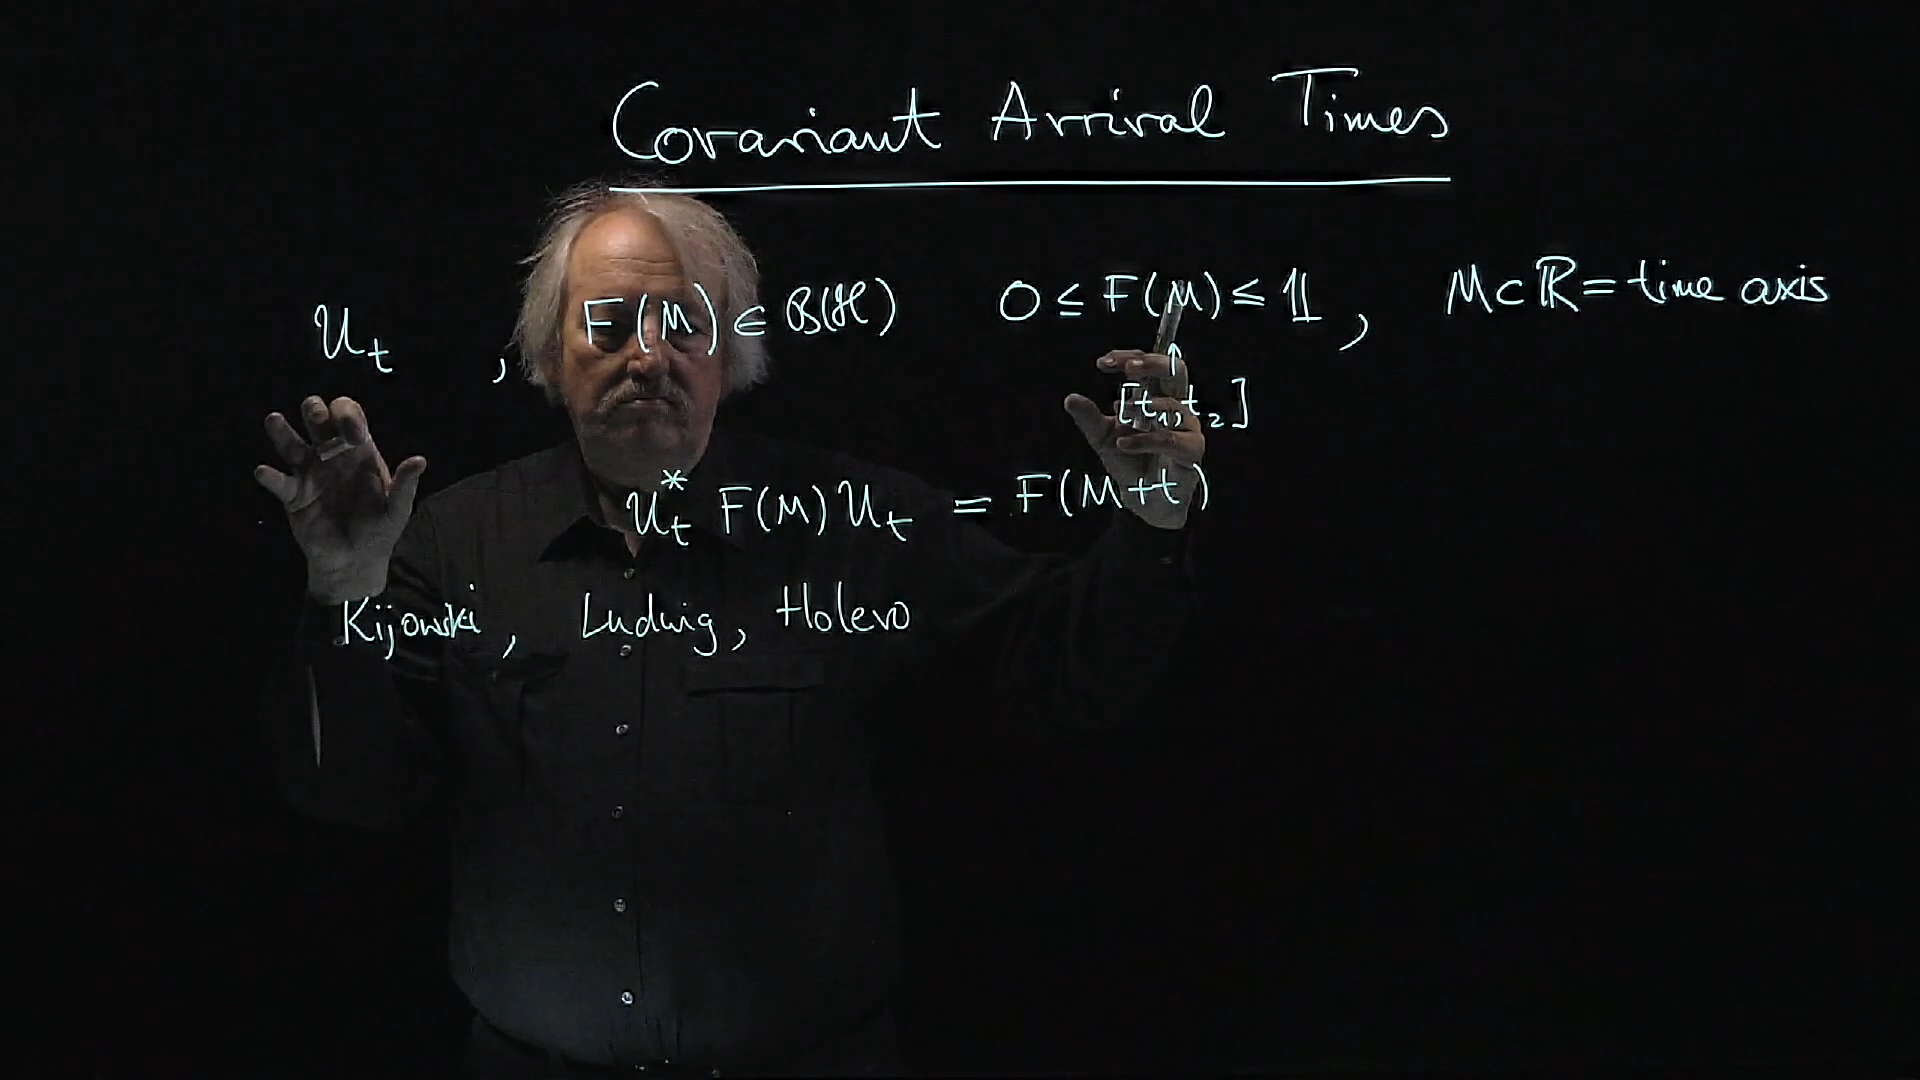 Covariant Arrival Times
U_t , F(M) ∈ B(H) 0 ≤ F(M) ≤ 𝟙 , M ⊂ ℝ = time axis
↑
[t₁, t₂]
U_t^* F(M) U_t = F(M+t)
Kijowski, Ludwig, Holevo